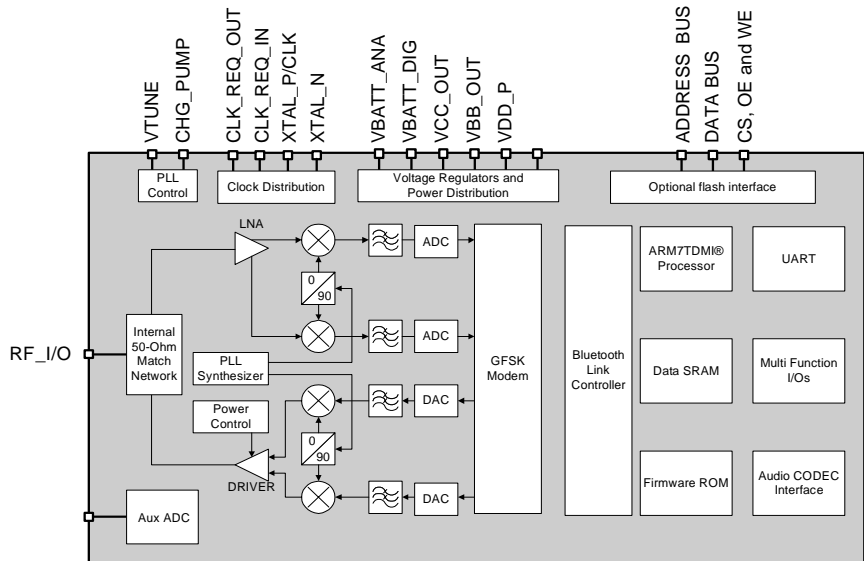 VTUNE
CHG_PUMP
CLK_REQ_OUT
CLK_REQ_IN
XTAL_P/CLK
XTAL_N
VBATT_ANA
VBATT_DIG
VCC_OUT
VBB_OUT
VDD_P
ADDRESS BUS
DATA BUS
CS, OE and WE
PLL
Control
Clock Distribution
Voltage Regulators and
Power Distribution
Optional flash interface
LNA
ADC
0
90
ADC
RF_I/O
Internal
50-Ohm
Match
Network
PLL
Synthesizer
Power
Control
DRIVER
DAC
0
90
DAC
GFSK
Modem
Bluetooth
Link
Controller
ARM7TDMI®
Processor
UART
Data SRAM
Multi Function
I/Os
Firmware ROM
Audio CODEC
Interface
Aux ADC